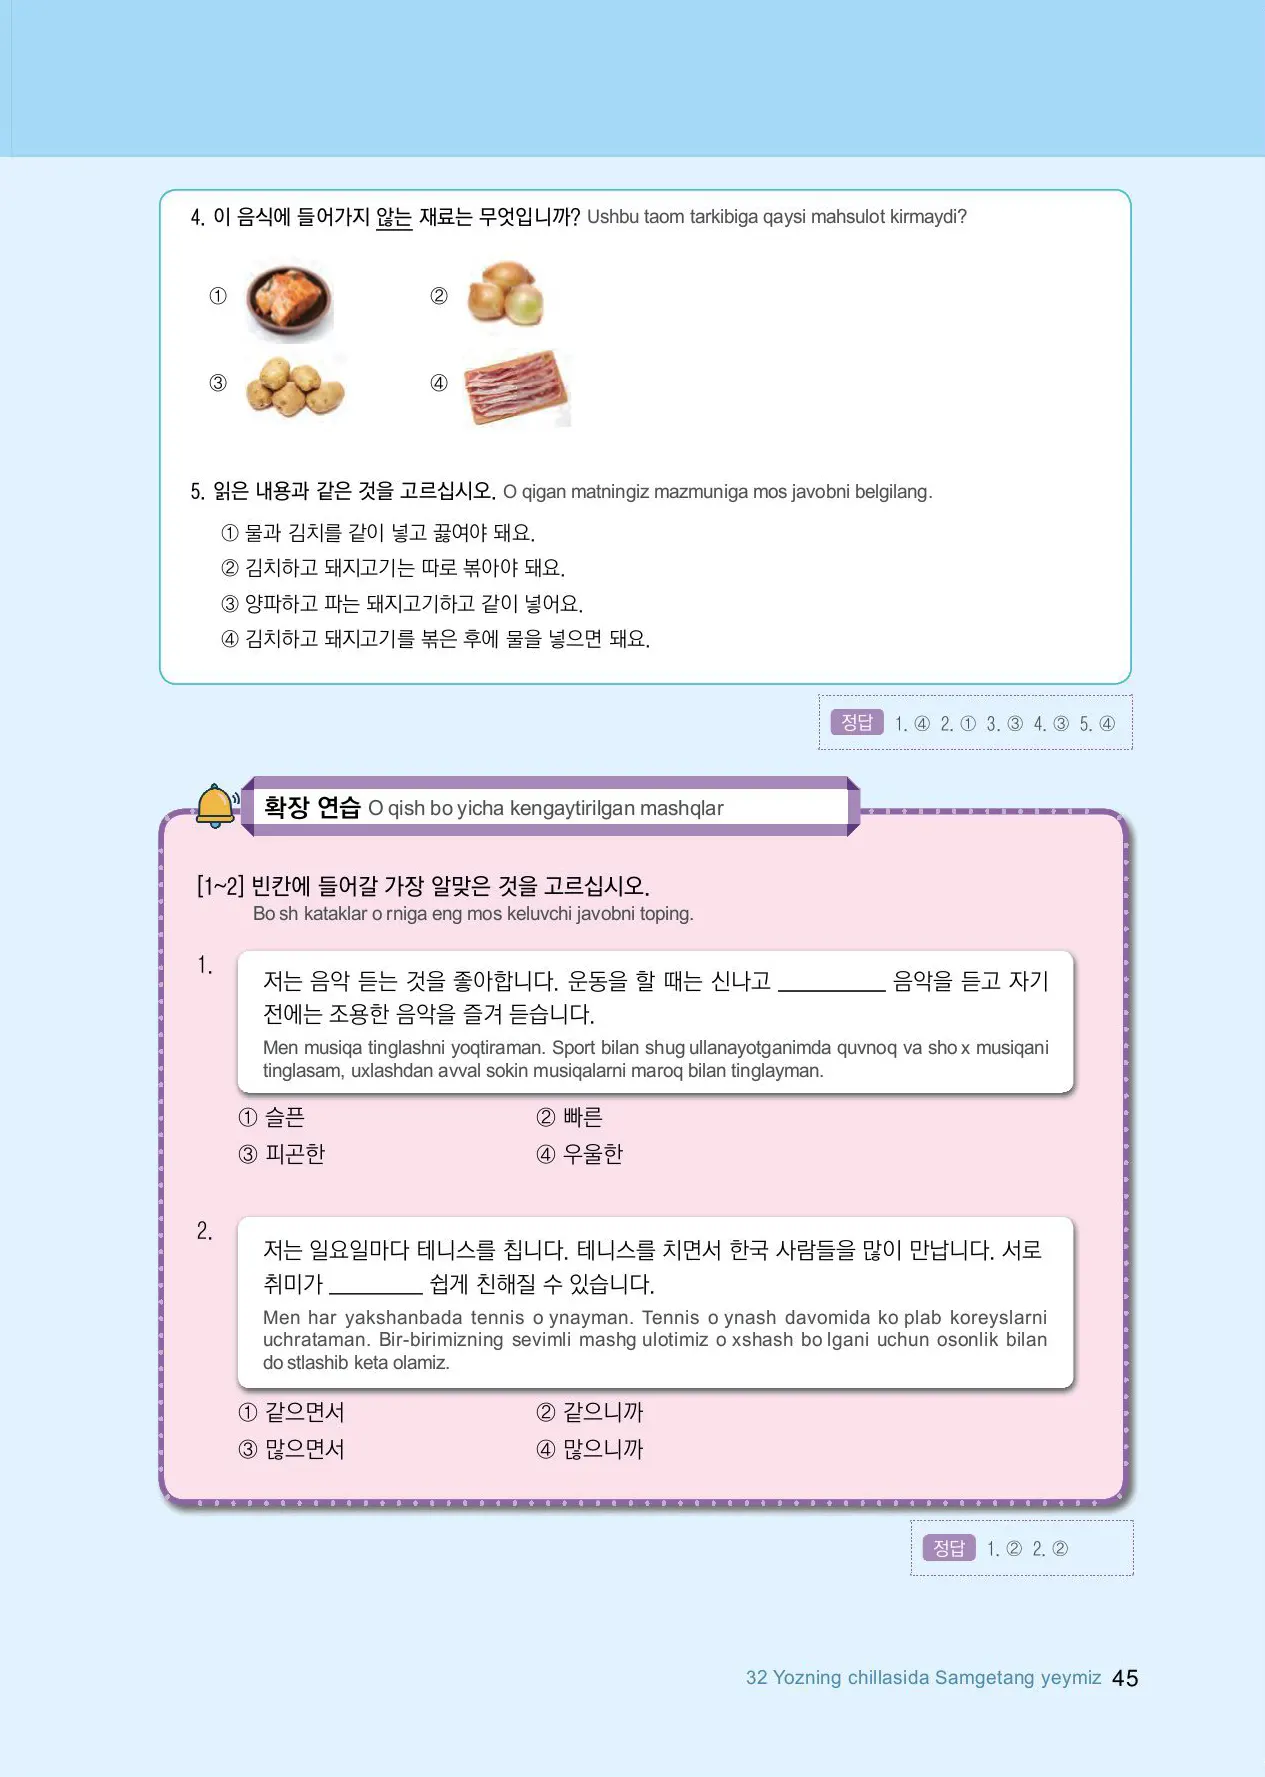 4. 이 음식에 들어가지 않는 재료는 무엇입니까? Ushbu taom tarkibiga qaysi mahsulot kirmaydi?
① ②
③ ④
5. 읽은 내용과 같은 것을 고르십시오. O qigan matningiz mazmuniga mos javobni belgilang.
① 물과 김치를 같이 넣고 끓여야 돼요.
② 김치하고 돼지고기는 따로 볶아야 돼요.
③ 양파하고 파는 돼지고기하고 같이 넣어요.
④ 김치하고 돼지고기를 볶은 후에 물을 넣으면 돼요.
정답 1. ④ 2. ① 3. ③ 4. ③ 5. ④
확장 연습 O qish bo yicha kengaytirilgan mashqlar
[1~2] 빈칸에 들어갈 가장 알맞은 것을 고르십시오.
Bo sh kataklar o rniga eng mos keluvchi javobni toping.
1.
저는 음악 듣는 것을 좋아합니다. 운동을 할 때는 신나고 __________ 음악을 듣고 자기
전에는 조용한 음악을 즐겨 듣습니다.
Men musiqa tinglashni yoqtiraman. Sport bilan shug ullanayotganimda quvnoq va sho x musiqani
tinglasam, uxlashdan avval sokin musiqalarni maroq bilan tinglayman.
① 슬픈 ② 빠른
③ 피곤한 ④ 우울한
2.
저는 일요일마다 테니스를 칩니다. 테니스를 치면서 한국 사람들을 많이 만납니다. 서로
취미가 _________ 쉽게 친해질 수 있습니다.
Men har yakshanbada tennis o ynayman. Tennis o ynash davomida ko plab koreyslarni
uchrataman. Bir-birimizning sevimli mashg ulotimiz o xshash bo lgani uchun osonlik bilan
do stlashib keta olamiz.
① 같으면서 ② 같으니까
③ 많으면서 ④ 많으니까
정답 1. ② 2. ②
32 Yozning chillasida Samgetang yeymiz 45